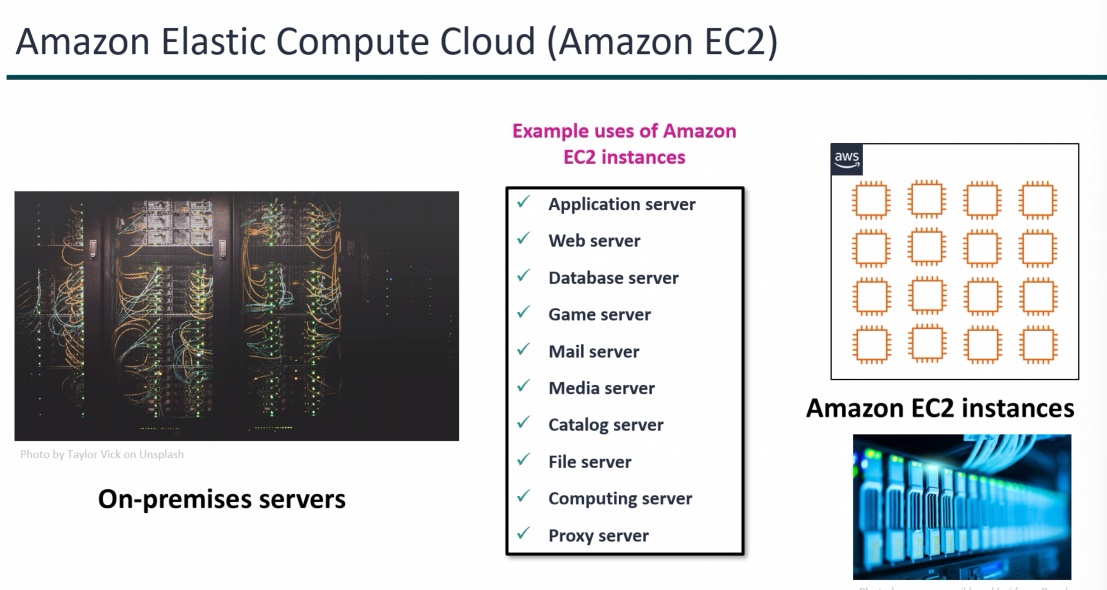 Amazon Elastic Compute Cloud (Amazon EC2)
Example uses of Amazon
EC2 instances
✓ Application server
✓ Web server
✓ Database server
✓ Game server
✓ Mail server
✓ Media server
✓ Catalog server
✓ File server
✓ Computing server
✓ Proxy server
Photo by Taylor Vick on Unsplash
On-premises servers
aws
Amazon EC2 instances